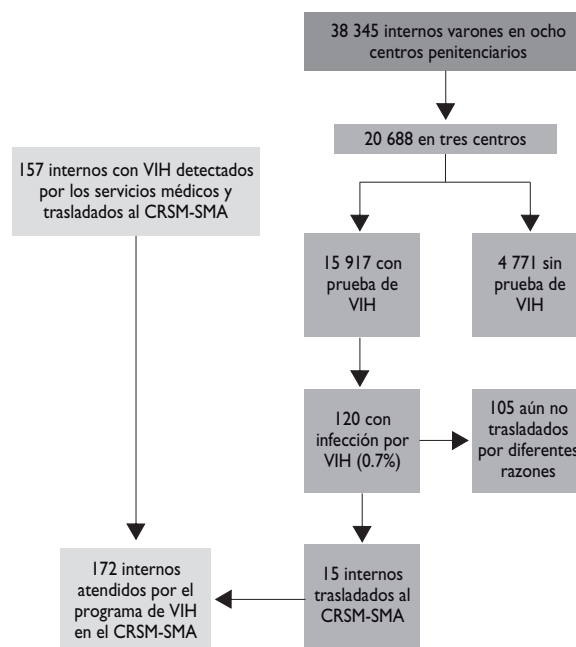 38 345 internos varones en ocho
centros penitenciarios
20 688 en tres centros
157 internos con VIH detectados
por los servicios médicos y
trasladados al CRSM-SMA
15 917 con
prueba de
VIH
4 771 sin
prueba de
VIH
120 con
infección por
VIH (0.7%)
105 aún no
trasladados
por diferentes
razones
172 internos
atendidos por el
programa de VIH
en el CRSM-SMA
15 internos
trasladados al
CRSM-SMA